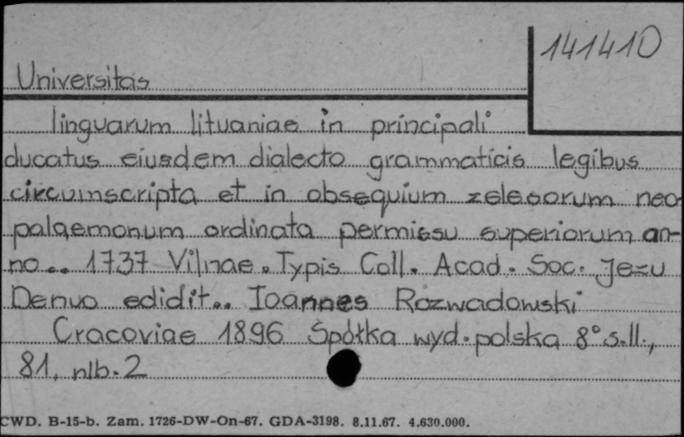 141410
Universitas
linguarum lituaniae in principali
ducatus eiusdem dialecto grammaticis legibus
circumscripta et in obsequium zelesorum neo-
palaemonum ordinata permissu superiorum an-
no.. 1737 Vilnae. Typis Coll. Acad. Soc. Jezu
Denuo edidit.. Ioannes Rozwadowski
Cracoviae 1896 Spółka wyd. polska 8° s.ll.,
81, nlb. 2
CWD. B-15-b. Zam. 1726-DW-On-67. GDA-3198. 8.11.67. 4.630.000.